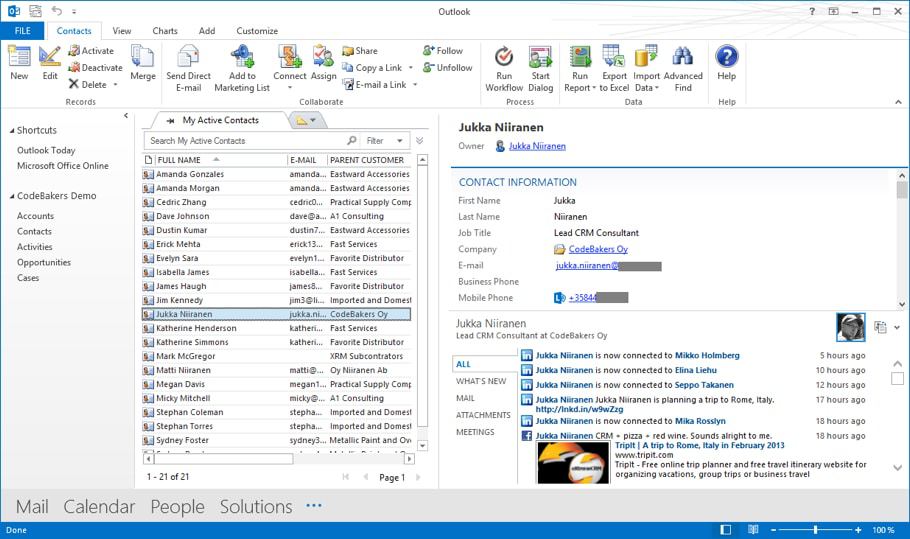 Outlook
? 
FILE Contacts View Charts Add Customize
New
Edit
Activate
Deactivate
Delete
Merge
Records
Send Direct
E-mail
Add to
Marketing List
Connect
Assign
Share
Copy a Link
E-mail a Link
Follow
Unfollow
Collaborate
Run
Workflow
Start
Dialog
Process
Run
Report
Export
to Excel
Import
Data
Advanced
Find
Data
Help
Help
Shortcuts
Outlook Today
Microsoft Office Online
CodeBakers Demo
Accounts
Contacts
Activities
Opportunities
Cases
My Active Contacts
Search My Active Contacts Filter
FULL NAME E-MAIL PARENT CUSTOMER
Amanda Gonzales amanda... Eastward Accessories
Amanda Morgan amanda... Eastward Accessories
Cedric Zhang cedric0... Practical Supply Comp
Dave Johnson dave@a... A1 Consulting
Dustin Kumar dustin7... Eastward Accessories
Erick Mehta erick13... Fast Services
Evelyn Sara evelyn1... Favorite Distributor
Isabella James isabella... Fast Services
James Haugh james8... Favorite Distributor
Jim Kennedy jim3@li... Imported and Domest
Jukka Niiranen jukka.ni... CodeBakers Oy
Katherine Henderson katheri... Fast Services
Katherine Simmons katheri... Favorite Distributor
Mark McGregor XRM Subcontrators
Matti Niiranen matti@... Oy Niiranen Ab
Megan Davis megan1... Practical Supply Comp
Micky Mitchell micky@... A1 Consulting
Stephan Coleman stepha... Imported and Domest
Stephan Torres stepha... Imported and Domest
Sydney Foster sydney3... Metallic Paint and Ov
1 - 21 of 21 Page 1
Jukka Niiranen
Owner Jukka Niiranen
CONTACT INFORMATION
First Name Jukka
Last Name Niiranen
Job Title Lead CRM Consultant
Company CodeBakers Oy
E-mail jukka.niiranen@
Business Phone
Mobile Phone +35844
Jukka Niiranen
Lead CRM Consultant at CodeBakers Oy
ALL
WHAT'S NEW
MAIL
ATTACHMENTS
MEETINGS
Jukka Niiranen is now connected to Mikko Holmberg 5 hours ago
Jukka Niiranen is now connected to Elina Liehu 10 hours ago
Jukka Niiranen is now connected to Seppo Takanen 12 hours ago
Jukka Niiranen Jukka Niiranen is planning a trip to Rome, Italy. 17 hours ago
http://lnkd.in/w9wZzg
Jukka Niiranen is now connected to Mika Rosslyn 18 hours ago
Jukka Niiranen CRM + pizza + red wine. Sounds alright to me. 18 hours ago
TripIt | A trip to Rome, Italy in February 2013
www.tripit.com
TripIt - Free online trip planner and free travel itinerary website for
organizing vacations, group trips or business travel
Mail Calendar People Solutions ...
Done 100 %